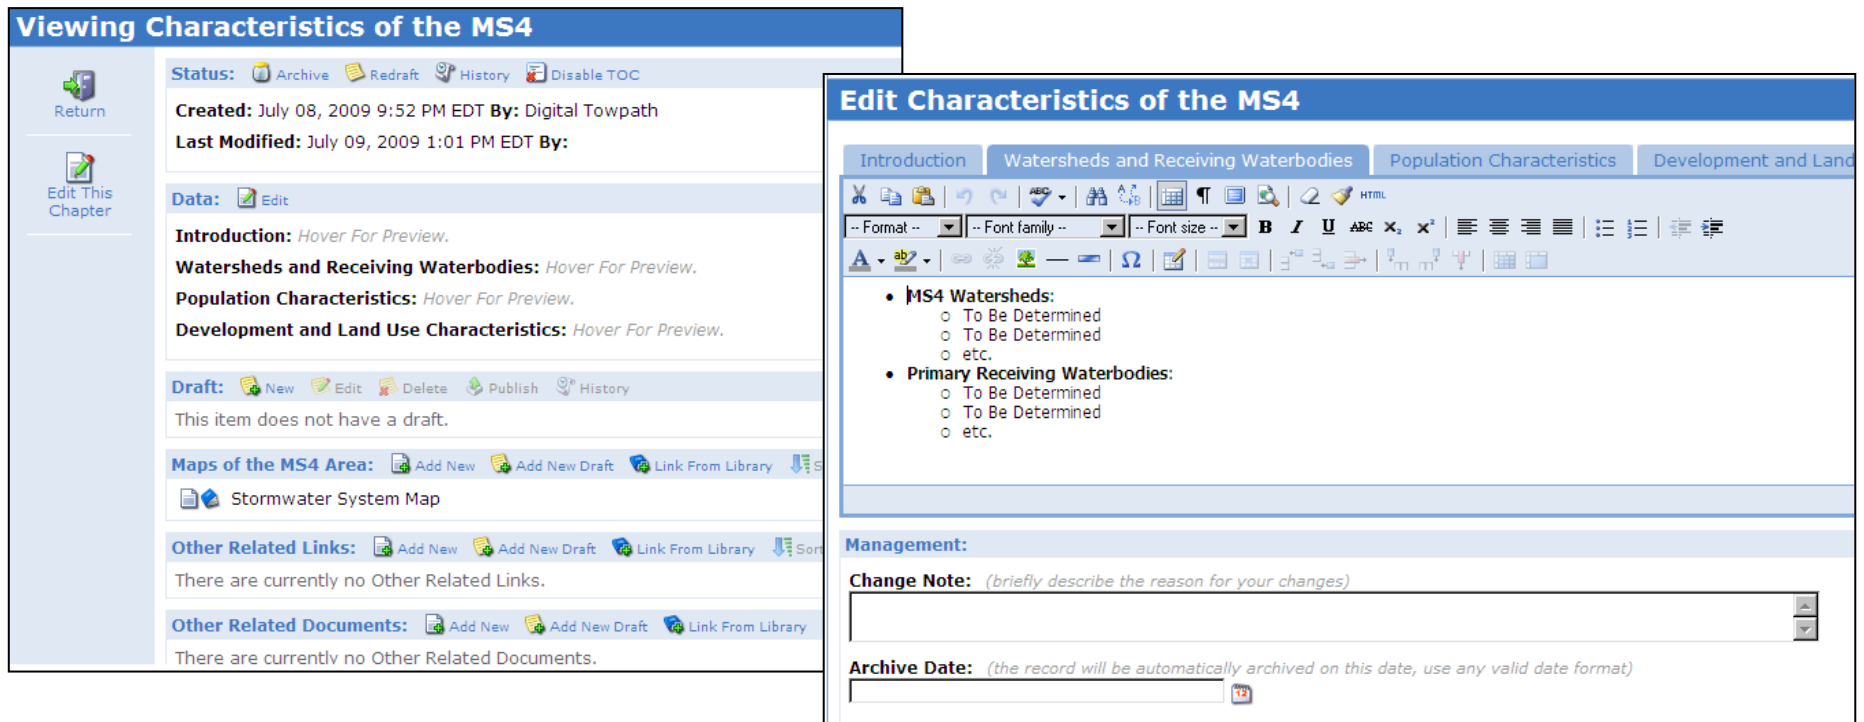 Viewing Characteristics of the MS4
Return
Edit This
Chapter
Status: Archive Redraft History Disable TOC
Created: July 08, 2009 9:52 PM EDT By: Digital Towpath
Last Modified: July 09, 2009 1:01 PM EDT By:
Data: Edit
Introduction: Hover For Preview.
Watersheds and Receiving Waterbodies: Hover For Preview.
Population Characteristics: Hover For Preview.
Development and Land Use Characteristics: Hover For Preview.
Draft: New Edit Delete Publish History
This item does not have a draft.
Maps of the MS4 Area: Add New Add New Draft Link From Library S
Stormwater System Map
Other Related Links: Add New Add New Draft Link From Library Sort
There are currently no Other Related Links.
Other Related Documents: Add New Add New Draft Link From Library
There are currently no Other Related Documents.
Edit Characteristics of the MS4
Introduction Watersheds and Receiving Waterbodies Population Characteristics Development and Land
ABC HTML
-- Format -- -- Font family -- -- Font size -- B I U ABC x₂ x²
A ab Ω
• MS4 Watersheds:
○ To Be Determined
○ To Be Determined
○ etc.
• Primary Receiving Waterbodies:
○ To Be Determined
○ To Be Determined
○ etc.
Management:
Change Note: (briefly describe the reason for your changes)
Archive Date: (the record will be automatically archived on this date, use any valid date format)
12